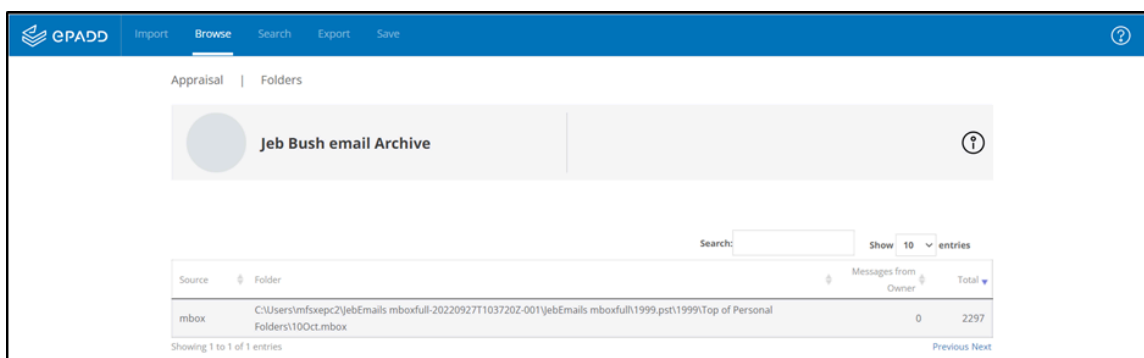 ePADD Import Browse Search Export Save
Appraisal | Folders
Jeb Bush email Archive
Search: Show 10 entries
Source Folder Messages from Owner Total
mbox C:\Users\mfsxepc2\JebEmails mboxfull-20220927T103720Z-001\JebEmails mboxfull\1999.pst\1999\Top of Personal
Folders\10Oct.mbox 0 2297
Showing 1 to 1 of 1 entries Previous Next